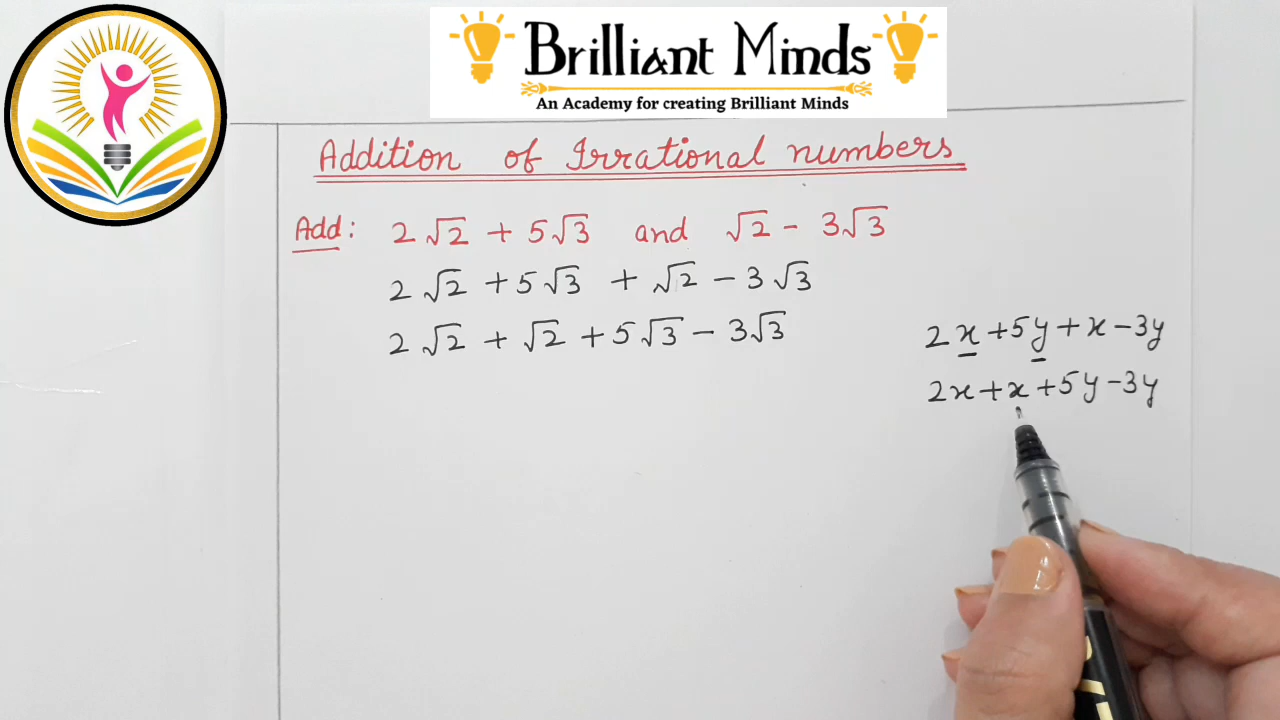 Brilliant Minds
An Academy for creating Brilliant Minds
Addition of Irrational numbers
Add: 2√2 + 5√3 and √2 - 3√3
2√2 + 5√3 + √2 - 3√3
2√2 + √2 + 5√3 - 3√3
2x + 5y + x - 3y
2x + x + 5y - 3y